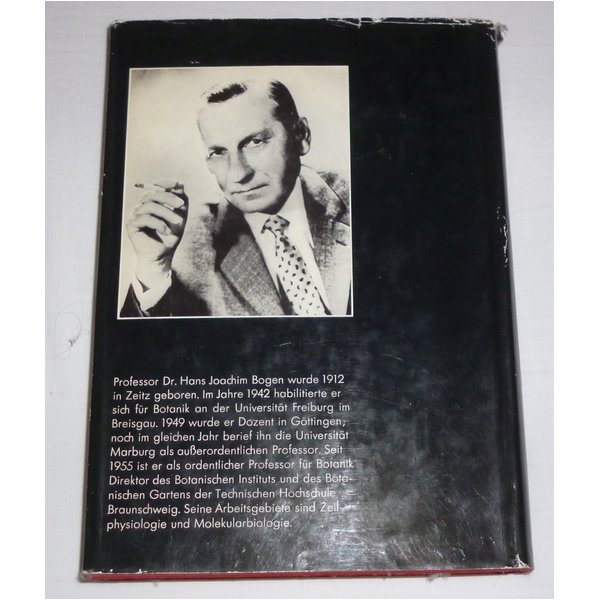 Professor Dr. Hans Joachim Bogen wurde 1912
in Zeitz geboren. Im Jahre 1942 habilitierte er
sich für Botanik an der Universität Freiburg im
Breisgau. 1949 wurde er Dozent in Göttingen;
noch im gleichen Jahr berief ihn die Universität
Marburg als außerordentlichen Professor. Seit
1955 ist er als ordentlicher Professor für Botanik
Direktor des Botanischen Instituts und des Bota-
nischen Gartens der Technischen Hochschule
Braunschweig. Seine Arbeitsgebiete sind Zell-
physiologie und Molekularbiologie.